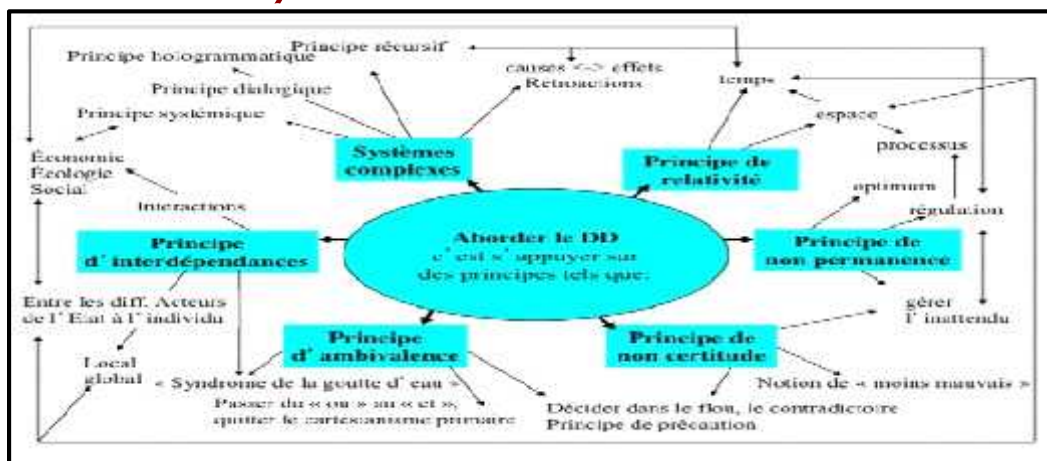 Principe récursif
Principe hologrammatique
causes <-> effets
Rétroactions
temps
Principe dialogique
Principe systémique
espace
Systèmes
complexes
Principe de
relativité
processus
Économie
Écologie
Social
optimum
régulation
Interactions
Principe
d'interdépendances
Aborder le DD
c'est s'appuyer sur
des principes tels que:
Principe de
non permanence
Entre les diff. Acteurs
de l'Etat à l'individu
gérer
l'inattendu
Principe
d'ambivalence
Principe de
non certitude
Local
global
« Syndrome de la goutte d'eau »
Notion de « moins mauvais »
Passer du « ou » au « et »,
quitter le cartésianisme primaire
Décider dans le flou, le contradictoire
Principe de précaution